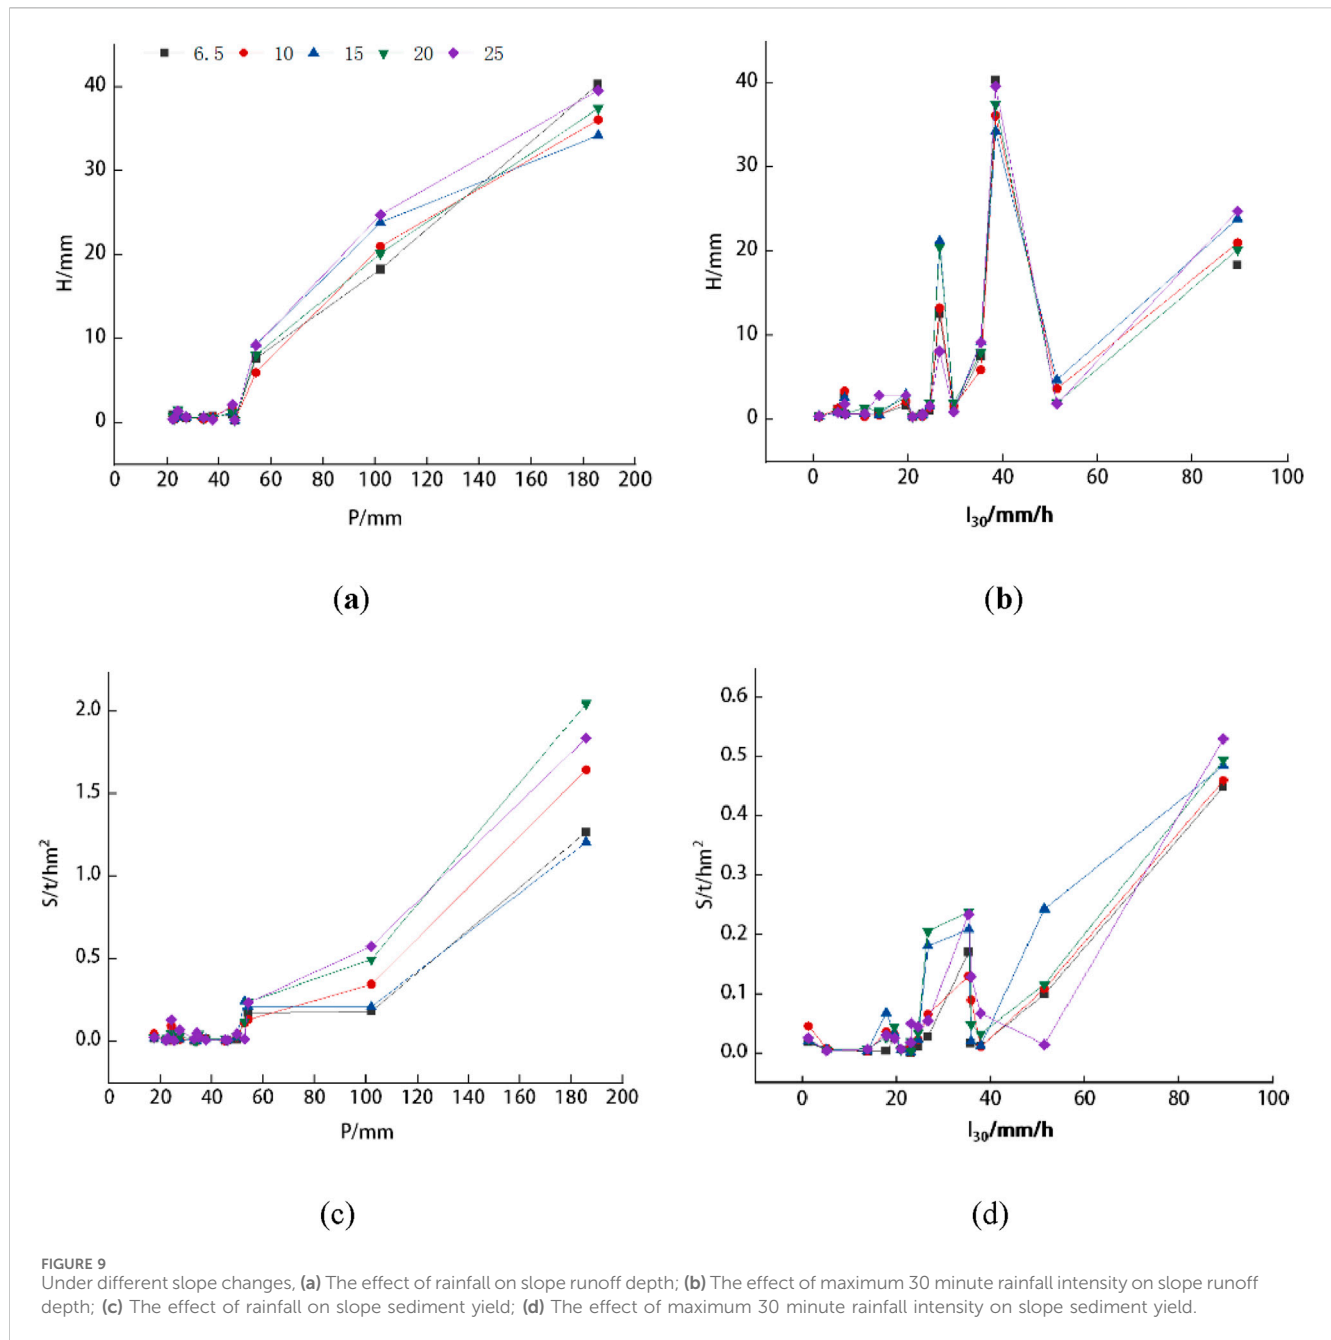 6.5 10 15 20 25
40
30
20
10
0
H/mm
0 20 40 60 80 100 120 140 160 180 200
P/mm
(a)
40
30
20
10
0
H/mm
0 20 40 60 80 100
I30/mm/h
(b)
2.0
1.5
1.0
0.5
0.0
S/t/hm2
0 20 40 60 80 100 120 140 160 180 200
P/mm
(c)
0.6
0.5
0.4
0.3
0.2
0.1
0.0
S/t/hm2
0 20 40 60 80 100
I30/mm/h
(d)
FIGURE 9
Under different slope changes, (a) The effect of rainfall on slope runoff depth; (b) The effect of maximum 30 minute rainfall intensity on slope runoff
depth; (c) The effect of rainfall on slope sediment yield; (d) The effect of maximum 30 minute rainfall intensity on slope sediment yield.